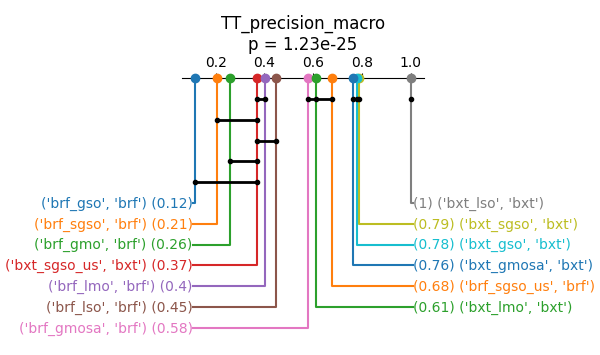 TT_precision_macro
p = 1.23e-25
0.2 0.4 0.6 0.8 1.0
('brf_gso', 'brf') (0.12) (1) ('bxt_lso', 'bxt')
('brf_sgso', 'brf') (0.21) (0.79) ('bxt_sgso', 'bxt')
('brf_gmo', 'brf') (0.26) (0.78) ('bxt_gso', 'bxt')
('bxt_sgso_us', 'bxt') (0.37) (0.76) ('bxt_gmosa', 'bxt')
('brf_lmo', 'brf') (0.4) (0.68) ('brf_sgso_us', 'brf')
('brf_lso', 'brf') (0.45) (0.61) ('bxt_lmo', 'bxt')
('brf_gmosa', 'brf') (0.58)